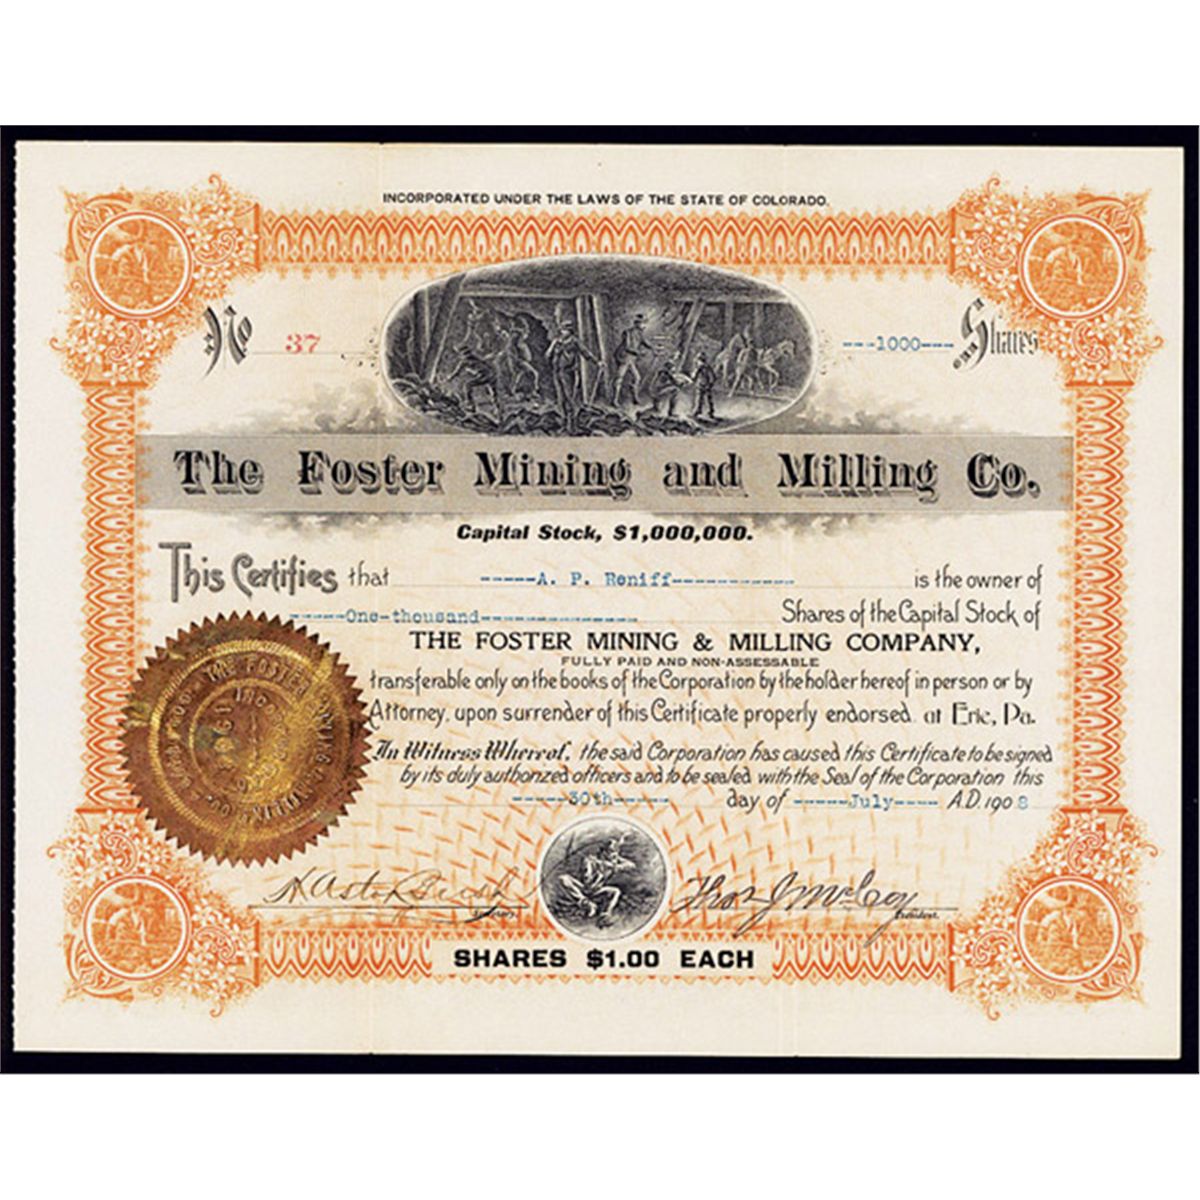 INCORPORATED UNDER THE LAWS OF THE STATE OF COLORADO.
No 37 ---1000--- Shares
The Foster Mining and Milling Co.
Capital Stock, $1,000,000.
This Certifies that -----A. P. Reniff----------- is the owner of
-----One-thousand-------------- Shares of the Capital Stock of
THE FOSTER MINING & MILLING COMPANY,
FULLY PAID AND NON-ASSESSABLE
transferable only on the books of the Corporation by the holder hereof in person or by
Attorney, upon surrender of this Certificate properly endorsed, at Erie, Pa.
In Witness Whereof, the said Corporation has caused this Certificate to be signed
by its duly authorized officers and to be sealed with the Seal of the Corporation this
-----30th----- day of -----July---- A.D. 1908
THE FOSTER
Thos J McCoy
President.
SHARES $1.00 EACH